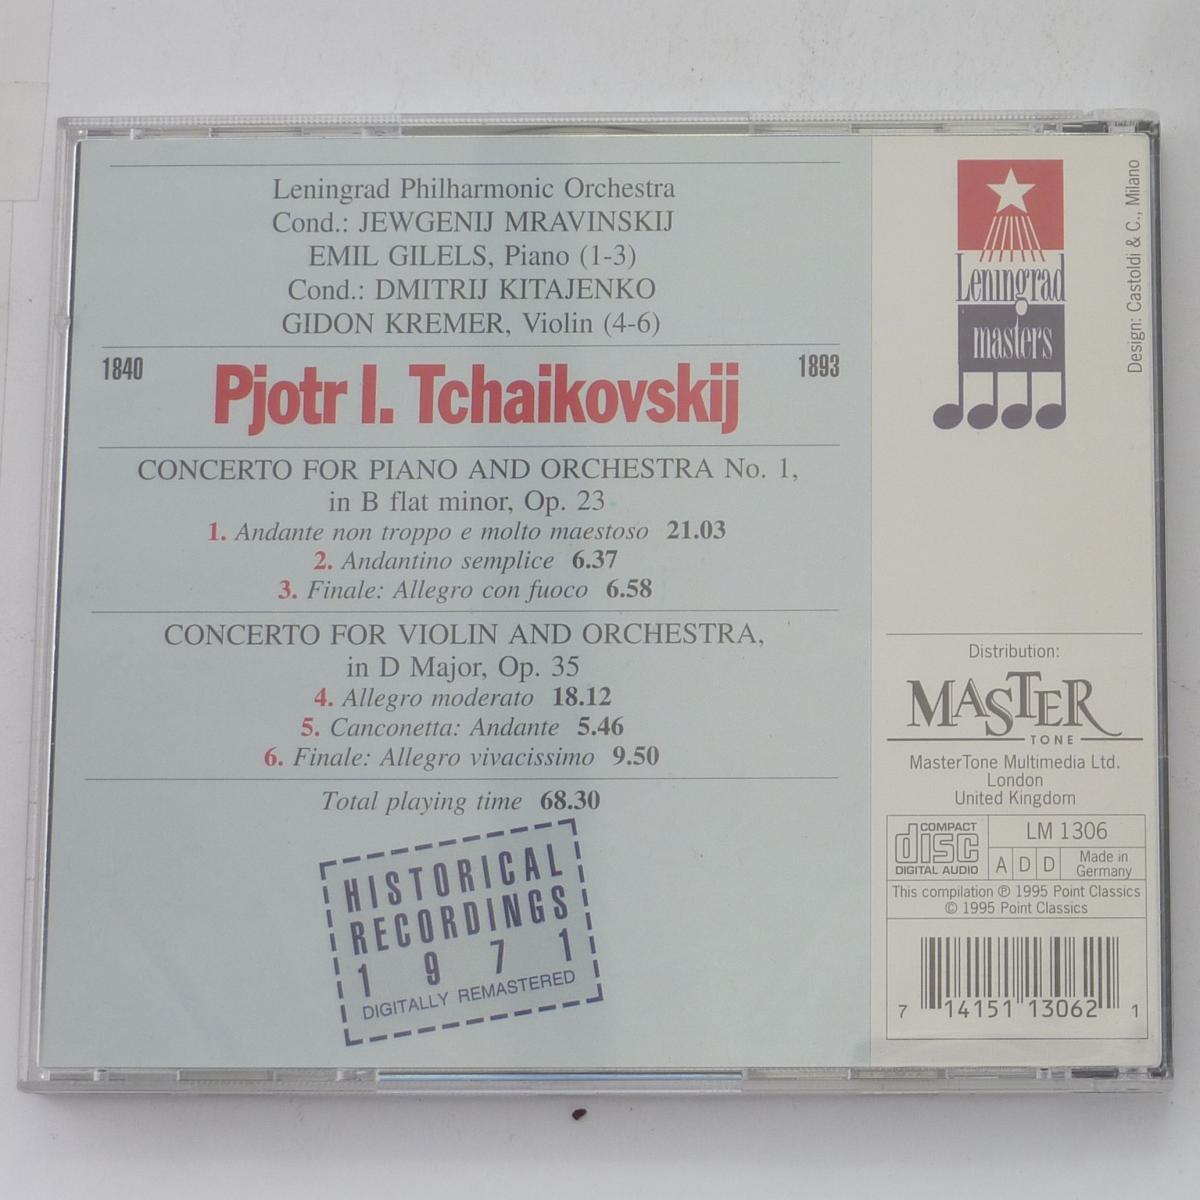 Leningrad Philharmonic Orchestra
Cond.: JEWGENIJ MRAVINSKIJ
EMIL GILELS, Piano (1-3)
Cond.: DMITRIJ KITAJENKO
GIDON KREMER, Violin (4-6)
1840
Pjotr I. Tchaikovskij
1893
CONCERTO FOR PIANO AND ORCHESTRA No. 1,
in B flat minor, Op. 23
1. Andante non troppo e molto maestoso 21.03
2. Andantino semplice 6.37
3. Finale: Allegro con fuoco 6.58
CONCERTO FOR VIOLIN AND ORCHESTRA,
in D Major, Op. 35
4. Allegro moderato 18.12
5. Canconetta: Andante 5.46
6. Finale: Allegro vivacissimo 9.50
Total playing time 68.30
HISTORICAL
RECORDINGS
1971
DIGITALLY REMASTERED
Leningrad
masters
Design: Castoldi & C., Milano
Distribution:
MASTER
TONE
MasterTone Multimedia Ltd.
London
United Kingdom
COMPACT
disc
DIGITAL AUDIO
LM 1306
A D D
Made in
Germany
This compilation ℗ 1995 Point Classics
© 1995 Point Classics
7 14151 13062 1